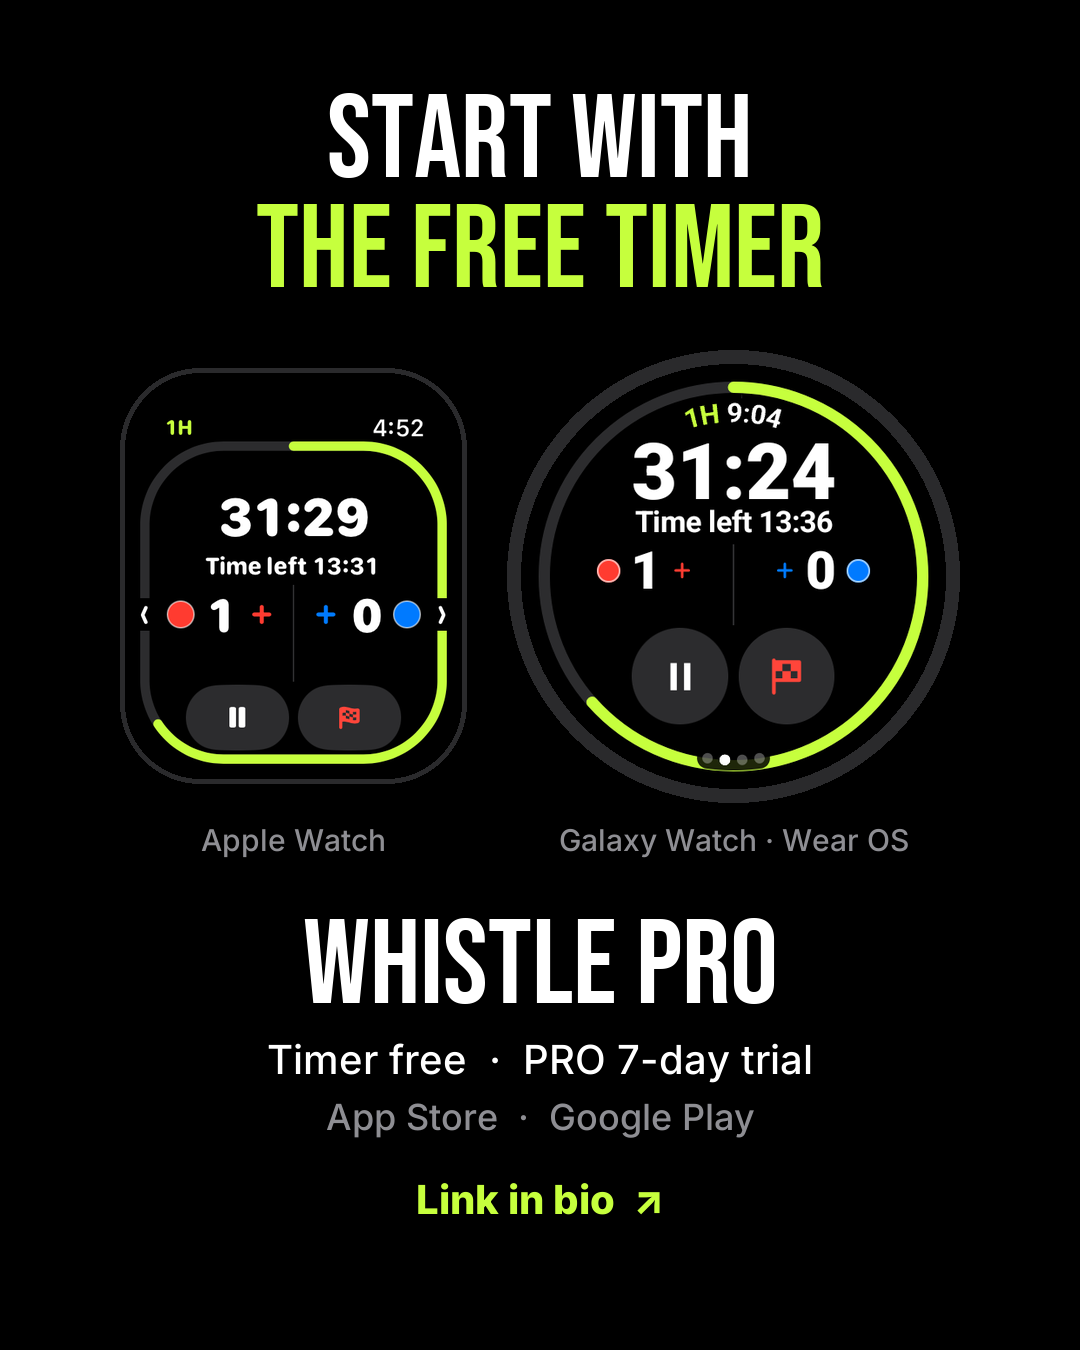 START WITH
THE FREE TIMER
1H 4:52
31:29
Time left 13:31
1 + + 0
1H 9:04
31:24
Time left 13:36
1 + + 0
Apple Watch
Galaxy Watch · Wear OS
WHISTLE PRO
Timer free · PRO 7-day trial
App Store · Google Play
Link in bio ↗